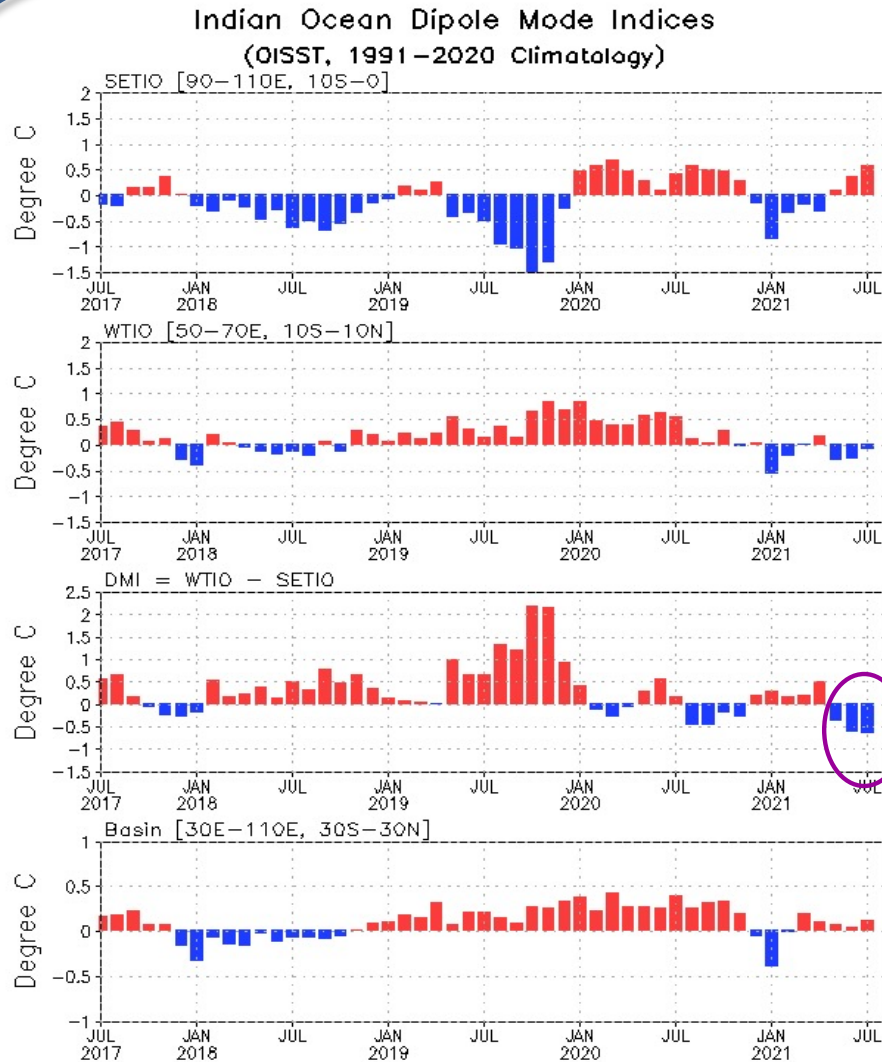 Indian Ocean Dipole Mode Indices
(OISST, 1991-2020 Climatology)
SETIO [90-110E, 10S-0]
Degree C
2
1.5
1
0.5
0
-0.5
-1
-1.5
JUL JAN JUL JAN JUL JAN JUL JAN JUL
2017 2018 2019 2020 2021
WTIO [50-70E, 10S-10N]
Degree C
2
1.5
1
0.5
0
-0.5
-1
-1.5
JUL JAN JUL JAN JUL JAN JUL JAN JUL
2017 2018 2019 2020 2021
DMI = WTIO - SETIO
Degree C
2.5
2
1.5
1
0.5
0
-0.5
-1
-1.5
JUL JAN JUL JAN JUL JAN JUL JAN JUL
2017 2018 2019 2020 2021
Basin [30E-110E, 30S-30N]
Degree C
1
0.5
0
-0.5
-1
JUL JAN JUL JAN JUL JAN JUL JAN JUL
2017 2018 2019 2020 2021